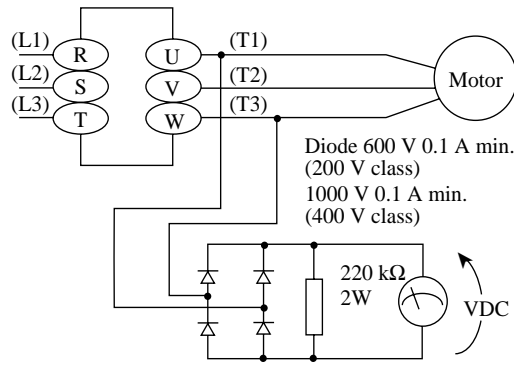 (L1) R U (T1)
(L2) S V (T2)
(L3) T W (T3)
Motor
Diode 600 V 0.1 A min.
(200 V class)
1000 V 0.1 A min.
(400 V class)
220 kΩ
2W
VDC